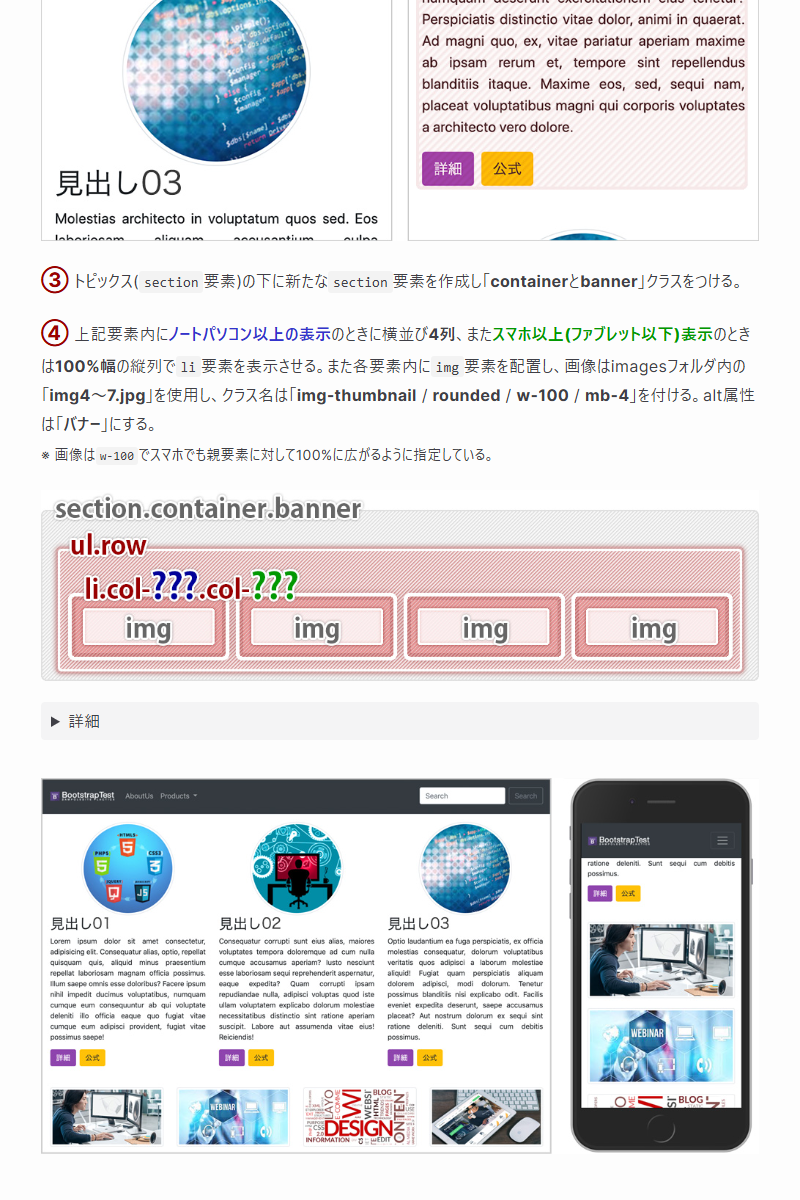 Perspiciatis distinctio vitae dolor, animi in quaerat.
Ad magni quo, ex, vitae pariatur aperiam maxime
ab ipsam rerum et, tempore sint repellendus
blanditiis itaque. Maxime eos, sed, sequi nam,
placeat voluptatibus magni qui corporis voluptates
a architecto vero dolore.
詳細 公式
見出し03
Molestias architecto in voluptatum quos sed. Eos
laboriosam aliquam accusantium culpa
③ トピックス( section 要素)の下に新たな section 要素を作成し「containerとbanner」クラスをつける。
④ 上記要素内にノートパソコン以上の表示のときに横並び4列、またスマホ以上(ファブレット以下)表示のとき
は100%幅の縦列で li 要素を表示させる。また各要素内に img 要素を配置し、画像はimagesフォルダ内の
「img4〜7.jpg」を使用し、クラス名は「img-thumbnail / rounded / w-100 / mb-4」を付ける。alt属性
は「バナー」にする。
※ 画像は w-100 でスマホでも親要素に対して100%に広がるように指定している。
section.container.banner
ul.row
li.col-???.col-???
img img img img
▶ 詳細
BootstrapTest AboutUs Products Search Search
見出し01
Lorem ipsum dolor sit amet consectetur,
adipisicing elit. Consequatur alias, optio, repellat
quisquam quis, aliquid minus praesentium
repellat laboriosam magnam officia possimus.
Illum saepe omnis esse doloribus? Facere ipsum
nihil impedit ducimus voluptatibus, numquam
cumque eum consequuntur ab qui voluptate
deleniti illo officia eaque quo fugiat vitae
cumque eum adipisci provident, fugiat vitae
possimus saepe!
詳細 公式
見出し02
Consequatur corrupti sunt eius alias, maiores
voluptates tempora doloremque ad cum nulla
cumque accusamus aperiam? Iusto nesciunt
esse laboriosam sequi reprehenderit aspernatur,
eaque expedita? Quam corrupti ipsam
repudiandae nulla, adipisci voluptas quod iste
ullam voluptatem explicabo dolorum molestiae
necessitatibus distinctio sint ratione aperiam
suscipit. Labore aut assumenda vitae eius!
Reiciendis!
詳細 公式
見出し03
Optio laudantium ea fuga perspiciatis, ex officia
molestias consequatur, dolorum voluptatibus
veritatis quos adipisci a laborum molestiae
aliquid! Fugiat quam perspiciatis aliquam
dolorem adipisci, modi dolorum. Tenetur
possimus blanditiis nisi explicabo odit. Facilis
eveniet expedita deserunt, saepe accusamus
placeat? Aut nostrum dolorum ex sequi sint
ratione deleniti. Sunt sequi cum debitis
possimus.
詳細 公式
WEBINAR
DESIGN
INFORMATION
BLOG
BootstrapTest
ratione deleniti. Sunt sequi cum debitis
possimus.
詳細 公式
WEBINAR
BLOG